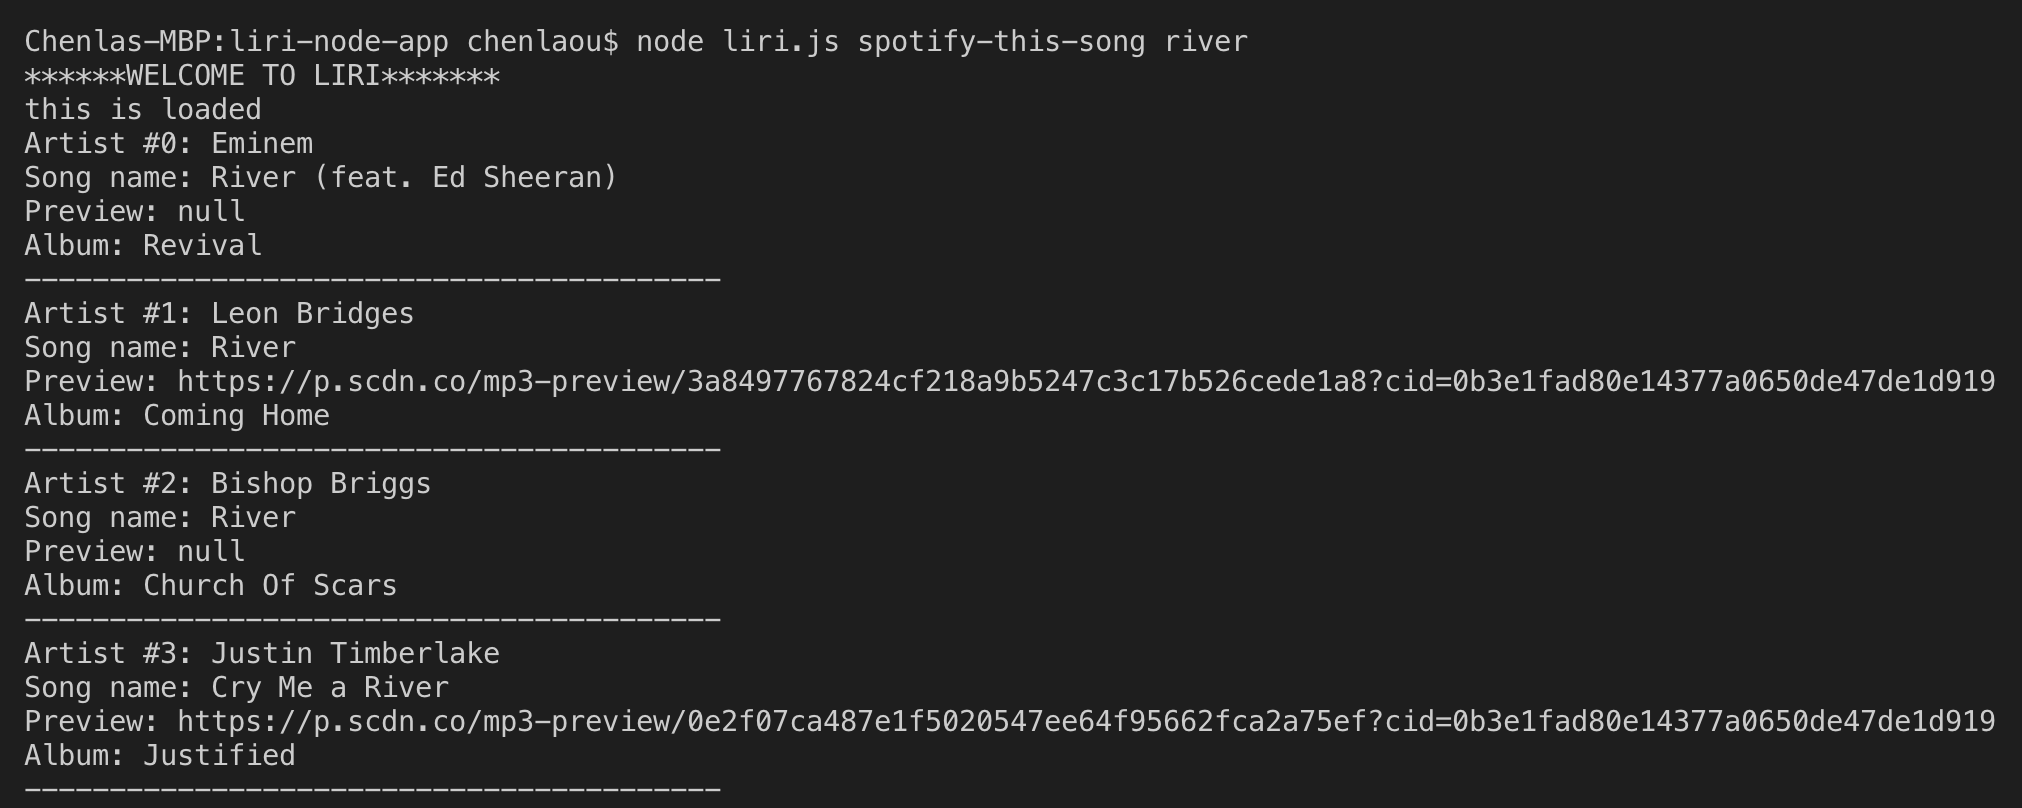 Chenlas-MBP:liri-node-app chenlaou$ node liri.js spotify-this-song river
******WELCOME TO LIRI*******
this is loaded
Artist #0: Eminem
Song name: River (feat. Ed Sheeran)
Preview: null
Album: Revival
-----------------------------------------
Artist #1: Leon Bridges
Song name: River
Preview: https://p.scdn.co/mp3-preview/3a8497767824cf218a9b5247c3c17b526cede1a8?cid=0b3e1fad80e14377a0650de47de1d919
Album: Coming Home
-----------------------------------------
Artist #2: Bishop Briggs
Song name: River
Preview: null
Album: Church Of Scars
-----------------------------------------
Artist #3: Justin Timberlake
Song name: Cry Me a River
Preview: https://p.scdn.co/mp3-preview/0e2f07ca487e1f5020547ee64f95662fca2a75ef?cid=0b3e1fad80e14377a0650de47de1d919
Album: Justified
-----------------------------------------